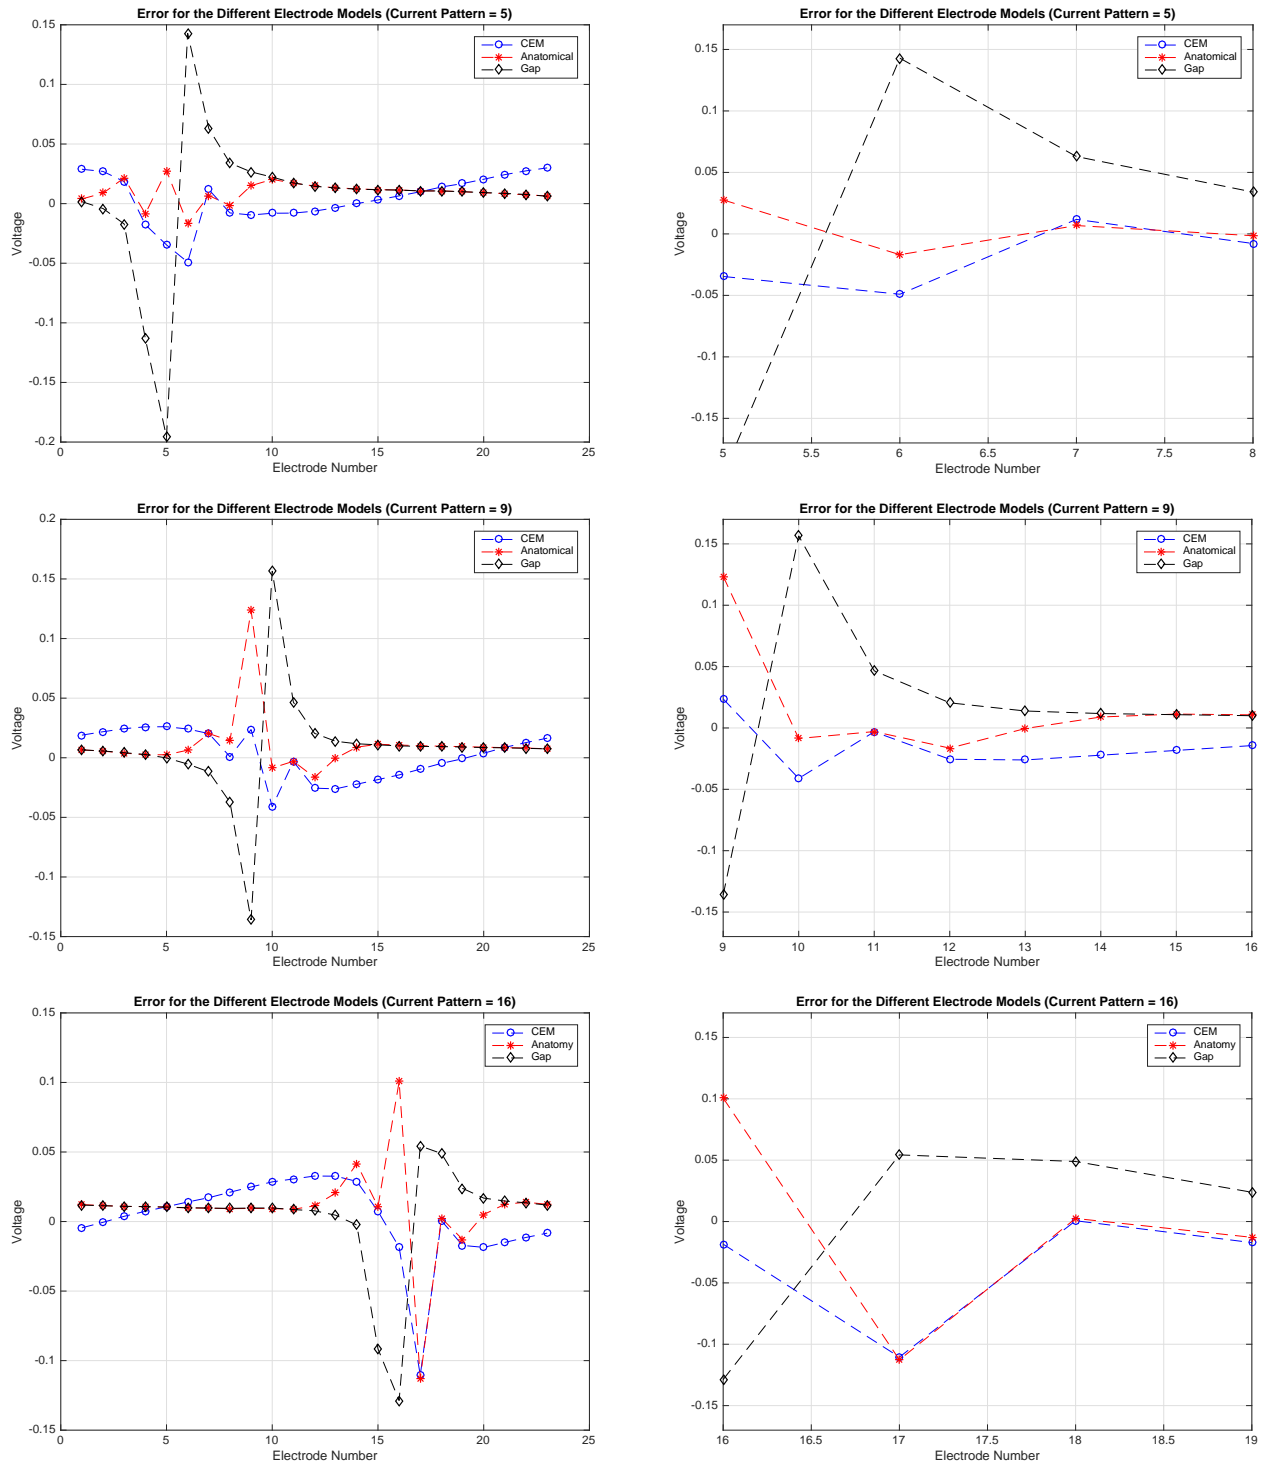 Error for the Different Electrode Models (Current Pattern = 5)
0.15
0.1
0.05
0
-0.05
-0.1
-0.15
-0.2
Voltage
CEM
Anatomical
Gap
0 5 10 15 20 25
Electrode Number
Error for the Different Electrode Models (Current Pattern = 5)
0.15
0.1
0.05
0
-0.05
-0.1
-0.15
Voltage
CEM
Anatomical
Gap
5 5.5 6 6.5 7 7.5 8
Electrode Number
Error for the Different Electrode Models (Current Pattern = 9)
0.2
0.15
0.1
0.05
0
-0.05
-0.1
-0.15
Voltage
CEM
Anatomical
Gap
0 5 10 15 20 25
Electrode Number
Error for the Different Electrode Models (Current Pattern = 9)
0.15
0.1
0.05
0
-0.05
-0.1
-0.15
Voltage
CEM
Anatomical
Gap
9 10 11 12 13 14 15 16
Electrode Number
Error for the Different Electrode Models (Current Pattern = 16)
0.15
0.1
0.05
0
-0.05
-0.1
-0.15
Voltage
CEM
Anatomy
Gap
0 5 10 15 20 25
Electrode Number
Error for the Different Electrode Models (Current Pattern = 16)
0.15
0.1
0.05
0
-0.05
-0.1
-0.15
Voltage
CEM
Anatomy
Gap
16 16.5 17 17.5 18 18.5 19
Electrode Number